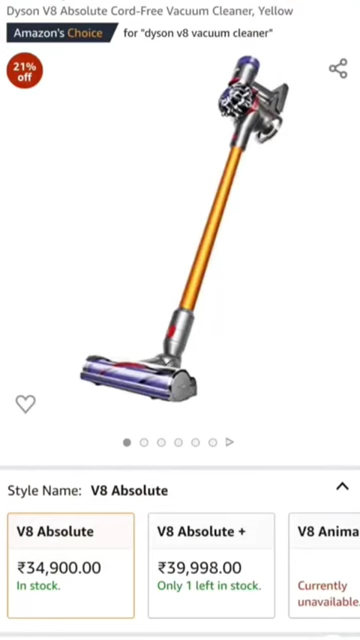 Dyson V8 Absolute Cord-Free Vacuum Cleaner, Yellow
Amazon's Choice for "dyson v8 vacuum cleaner"
21%
off
Style Name: V8 Absolute
V8 Absolute
₹34,900.00
In stock.
V8 Absolute +
₹39,998.00
Only 1 left in stock.
V8 Anima
Currently
unavailable.